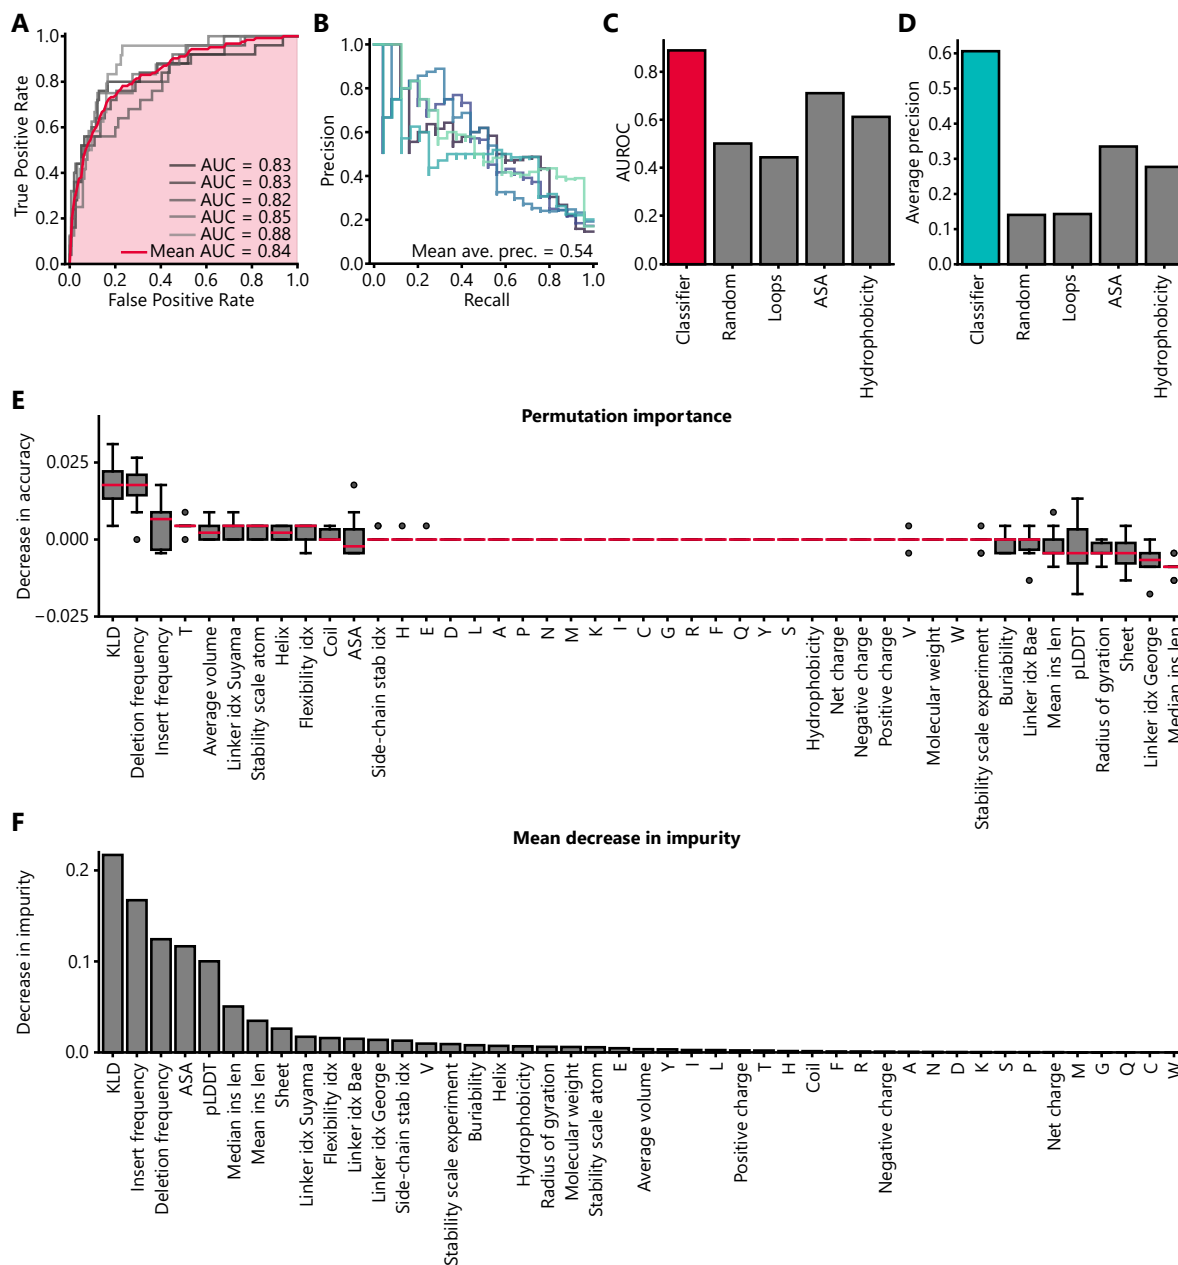 A
True Positive Rate
1.0
0.8
0.6
0.4
0.2
0.0
AUC = 0.83
AUC = 0.83
AUC = 0.82
AUC = 0.85
AUC = 0.88
Mean AUC = 0.84
0.0 0.2 0.4 0.6 0.8 1.0
False Positive Rate
B
Precision
1.0
0.8
0.6
0.4
0.2
0.0
Mean ave. prec. = 0.54
0.0 0.2 0.4 0.6 0.8 1.0
Recall
C
AUROC
0.8
0.6
0.4
0.2
0.0
Classifier
Random
Loops
ASA
Hydrophobicity
D
Average precision
0.6
0.5
0.4
0.3
0.2
0.1
0.0
Classifier
Random
Loops
ASA
Hydrophobicity
E
Permutation importance
Decrease in accuracy
0.025
0.000
−0.025
KLD
Deletion frequency
Insert frequency
T
Average volume
Linker idx Suyama
Stability scale atom
Helix
Flexibility idx
Coil
ASA
Side-chain stab idx
H
E
D
L
A
P
N
M
K
I
C
G
R
F
Q
Y
S
Hydrophobicity
Net charge
Negative charge
Positive charge
V
Molecular weight
W
Stability scale experiment
Buriability
Linker idx Bae
Mean ins len
pLDDT
Radius of gyration
Sheet
Linker idx George
Median ins len
F
Mean decrease in impurity
Decrease in impurity
0.2
0.1
0.0
KLD
Insert frequency
Deletion frequency
ASA
pLDDT
Median ins len
Mean ins len
Sheet
Linker idx Suyama
Flexibility idx
Linker idx Bae
Linker idx George
Side-chain stab idx
V
Stability scale experiment
Buriability
Helix
Hydrophobicity
Radius of gyration
Molecular weight
Stability scale atom
E
Average volume
Y
I
L
Positive charge
T
H
Coil
F
R
Negative charge
A
N
D
K
S
P
Net charge
M
G
Q
C
W